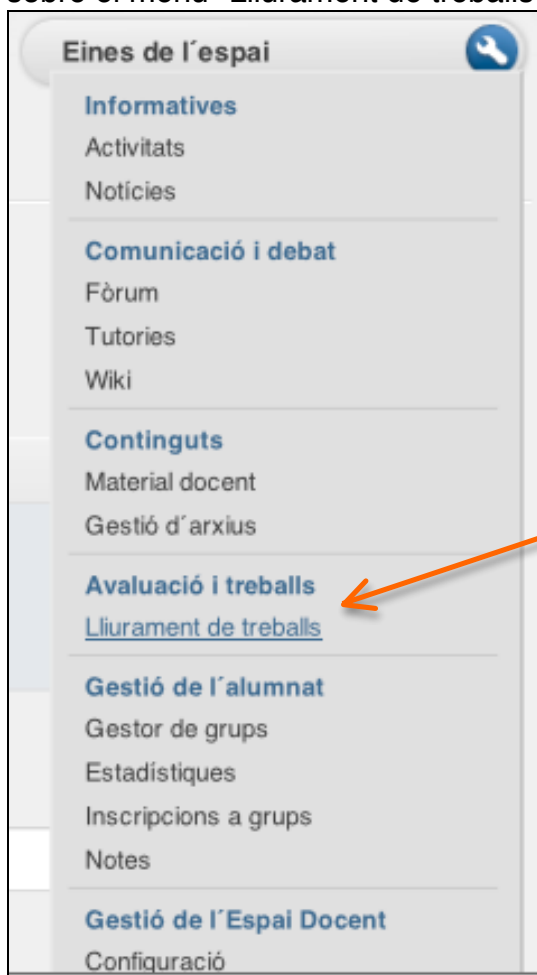 sobre el menú "Lliurament de treballs
Eines de l´espai
Informatives
Activitats
Notícies
Comunicació i debat
Fòrum
Tutories
Wiki
Continguts
Material docent
Gestió d´arxius
Avaluació i treballs
Lliurament de treballs
Gestió de l´alumnat
Gestor de grups
Estadístiques
Inscripcions a grups
Notes
Gestió de l´Espai Docent
Configuració